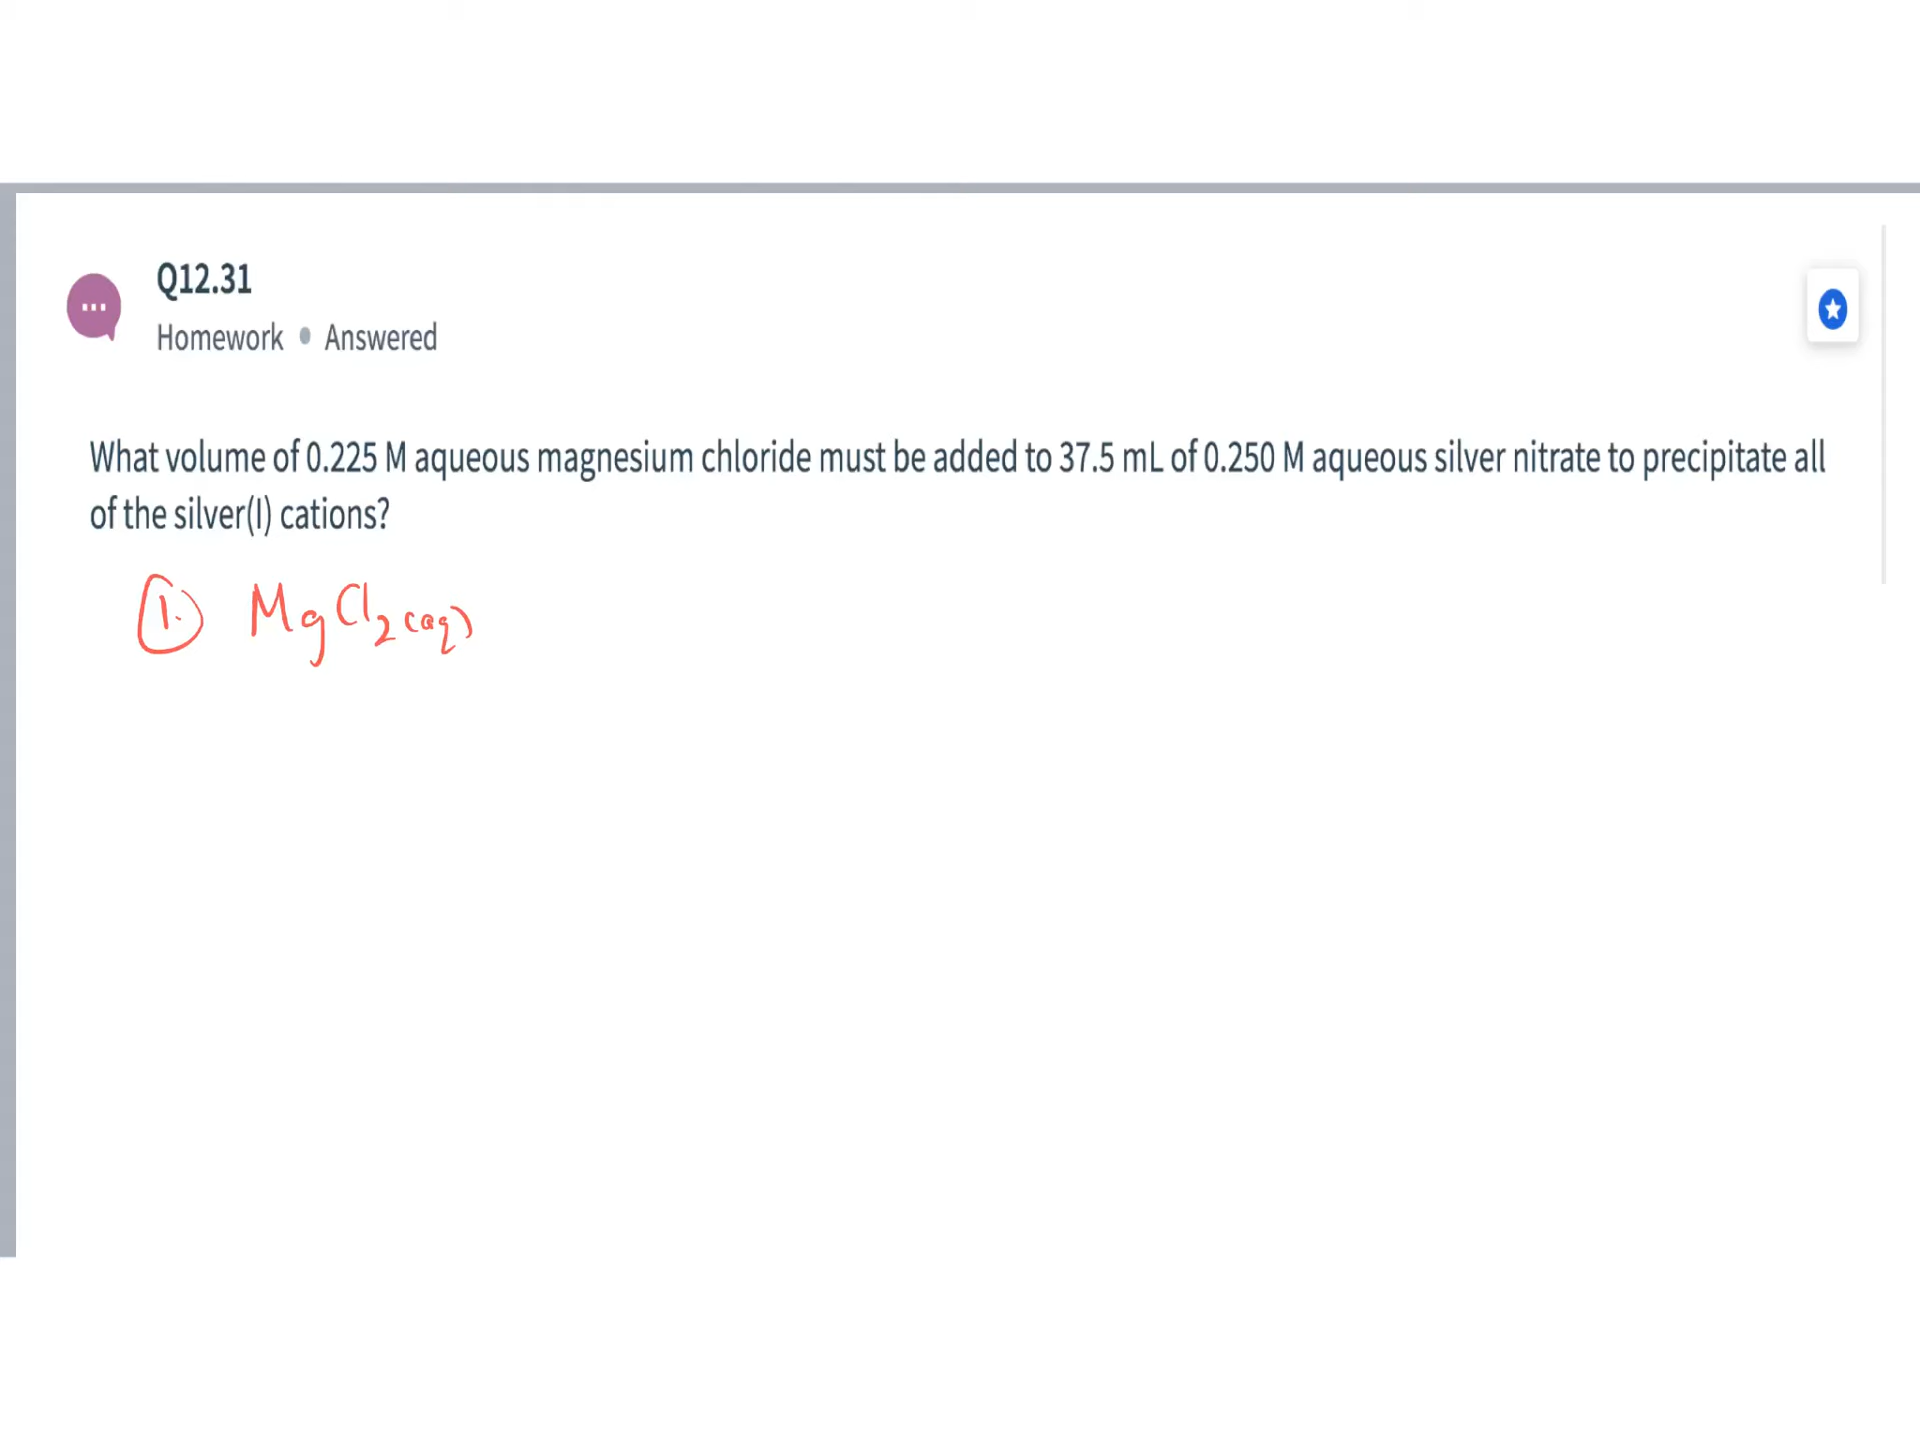 Q12.31
Homework • Answered
What volume of 0.225 M aqueous magnesium chloride must be added to 37.5 mL of 0.250 M aqueous silver nitrate to precipitate all
of the silver(I) cations?
1. MgCl₂(aq)